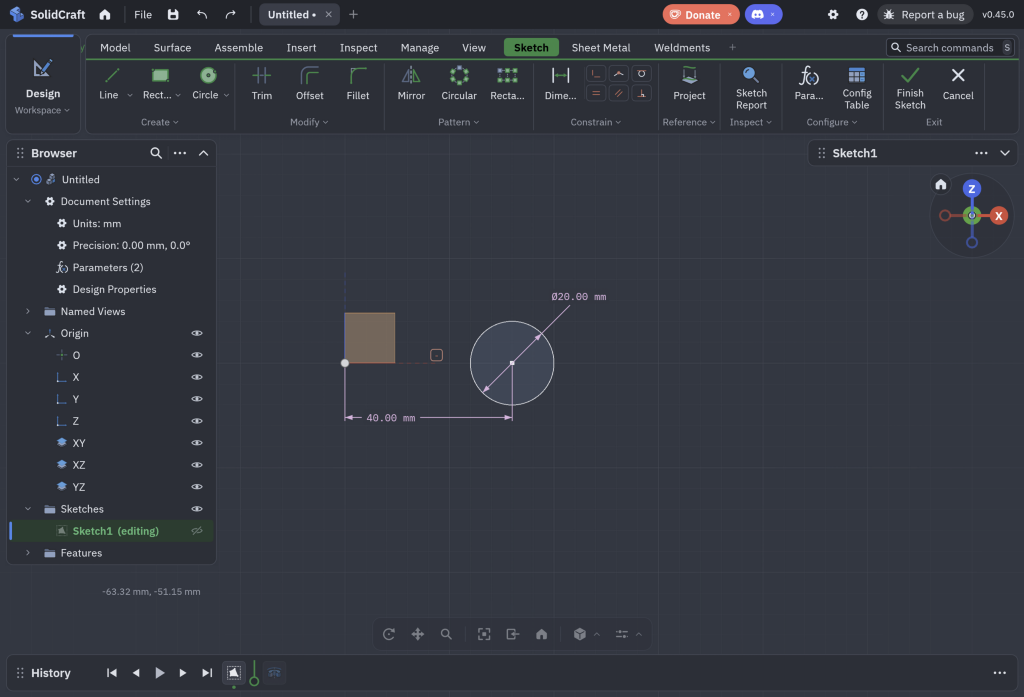 SolidCraft File Untitled • Donate Report a bug v0.45.0
Model Surface Assemble Insert Inspect Manage View Sketch Sheet Metal Weldments Search commands S
Design
Workspace
Line Rect... Circle
Create
Trim Offset Fillet
Modify
Mirror Circular Recta...
Pattern
Dime...
Constrain
Project
Reference
Sketch
Report
Inspect
Para... Config
Table
Configure
Finish
Sketch
Cancel
Exit
Browser
Untitled
Document Settings
Units: mm
Precision: 0.00 mm, 0.0°
Parameters (2)
Design Properties
Named Views
Origin
O
X
Y
Z
XY
XZ
YZ
Sketches
Sketch1 (editing)
Features
Sketch1
Z
X
Ø20.00 mm
40.00 mm
-63.32 mm, -51.15 mm
History